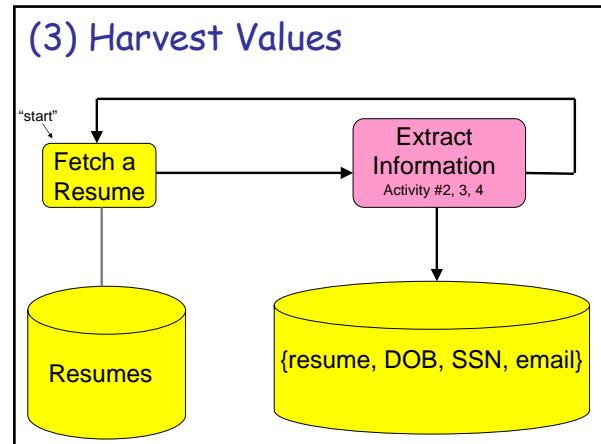 (3) Harvest Values
“start”
Fetch a
Resume
Extract
Information
Activity #2, 3, 4
Resumes
{resume, DOB, SSN, email}